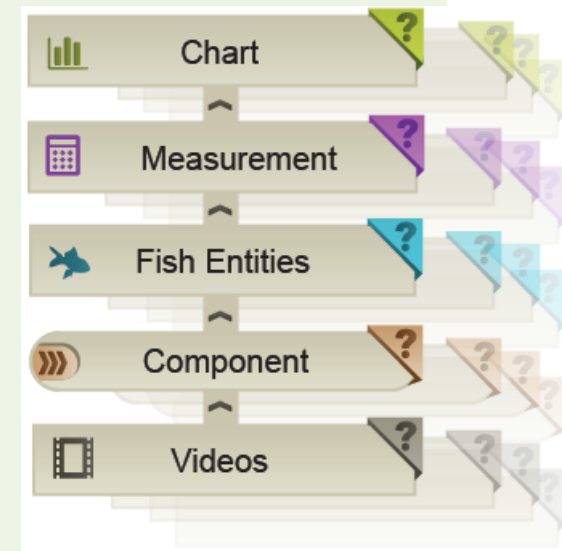 Chart
?
Measurement
?
Fish Entities
?
Component
?
Videos
?